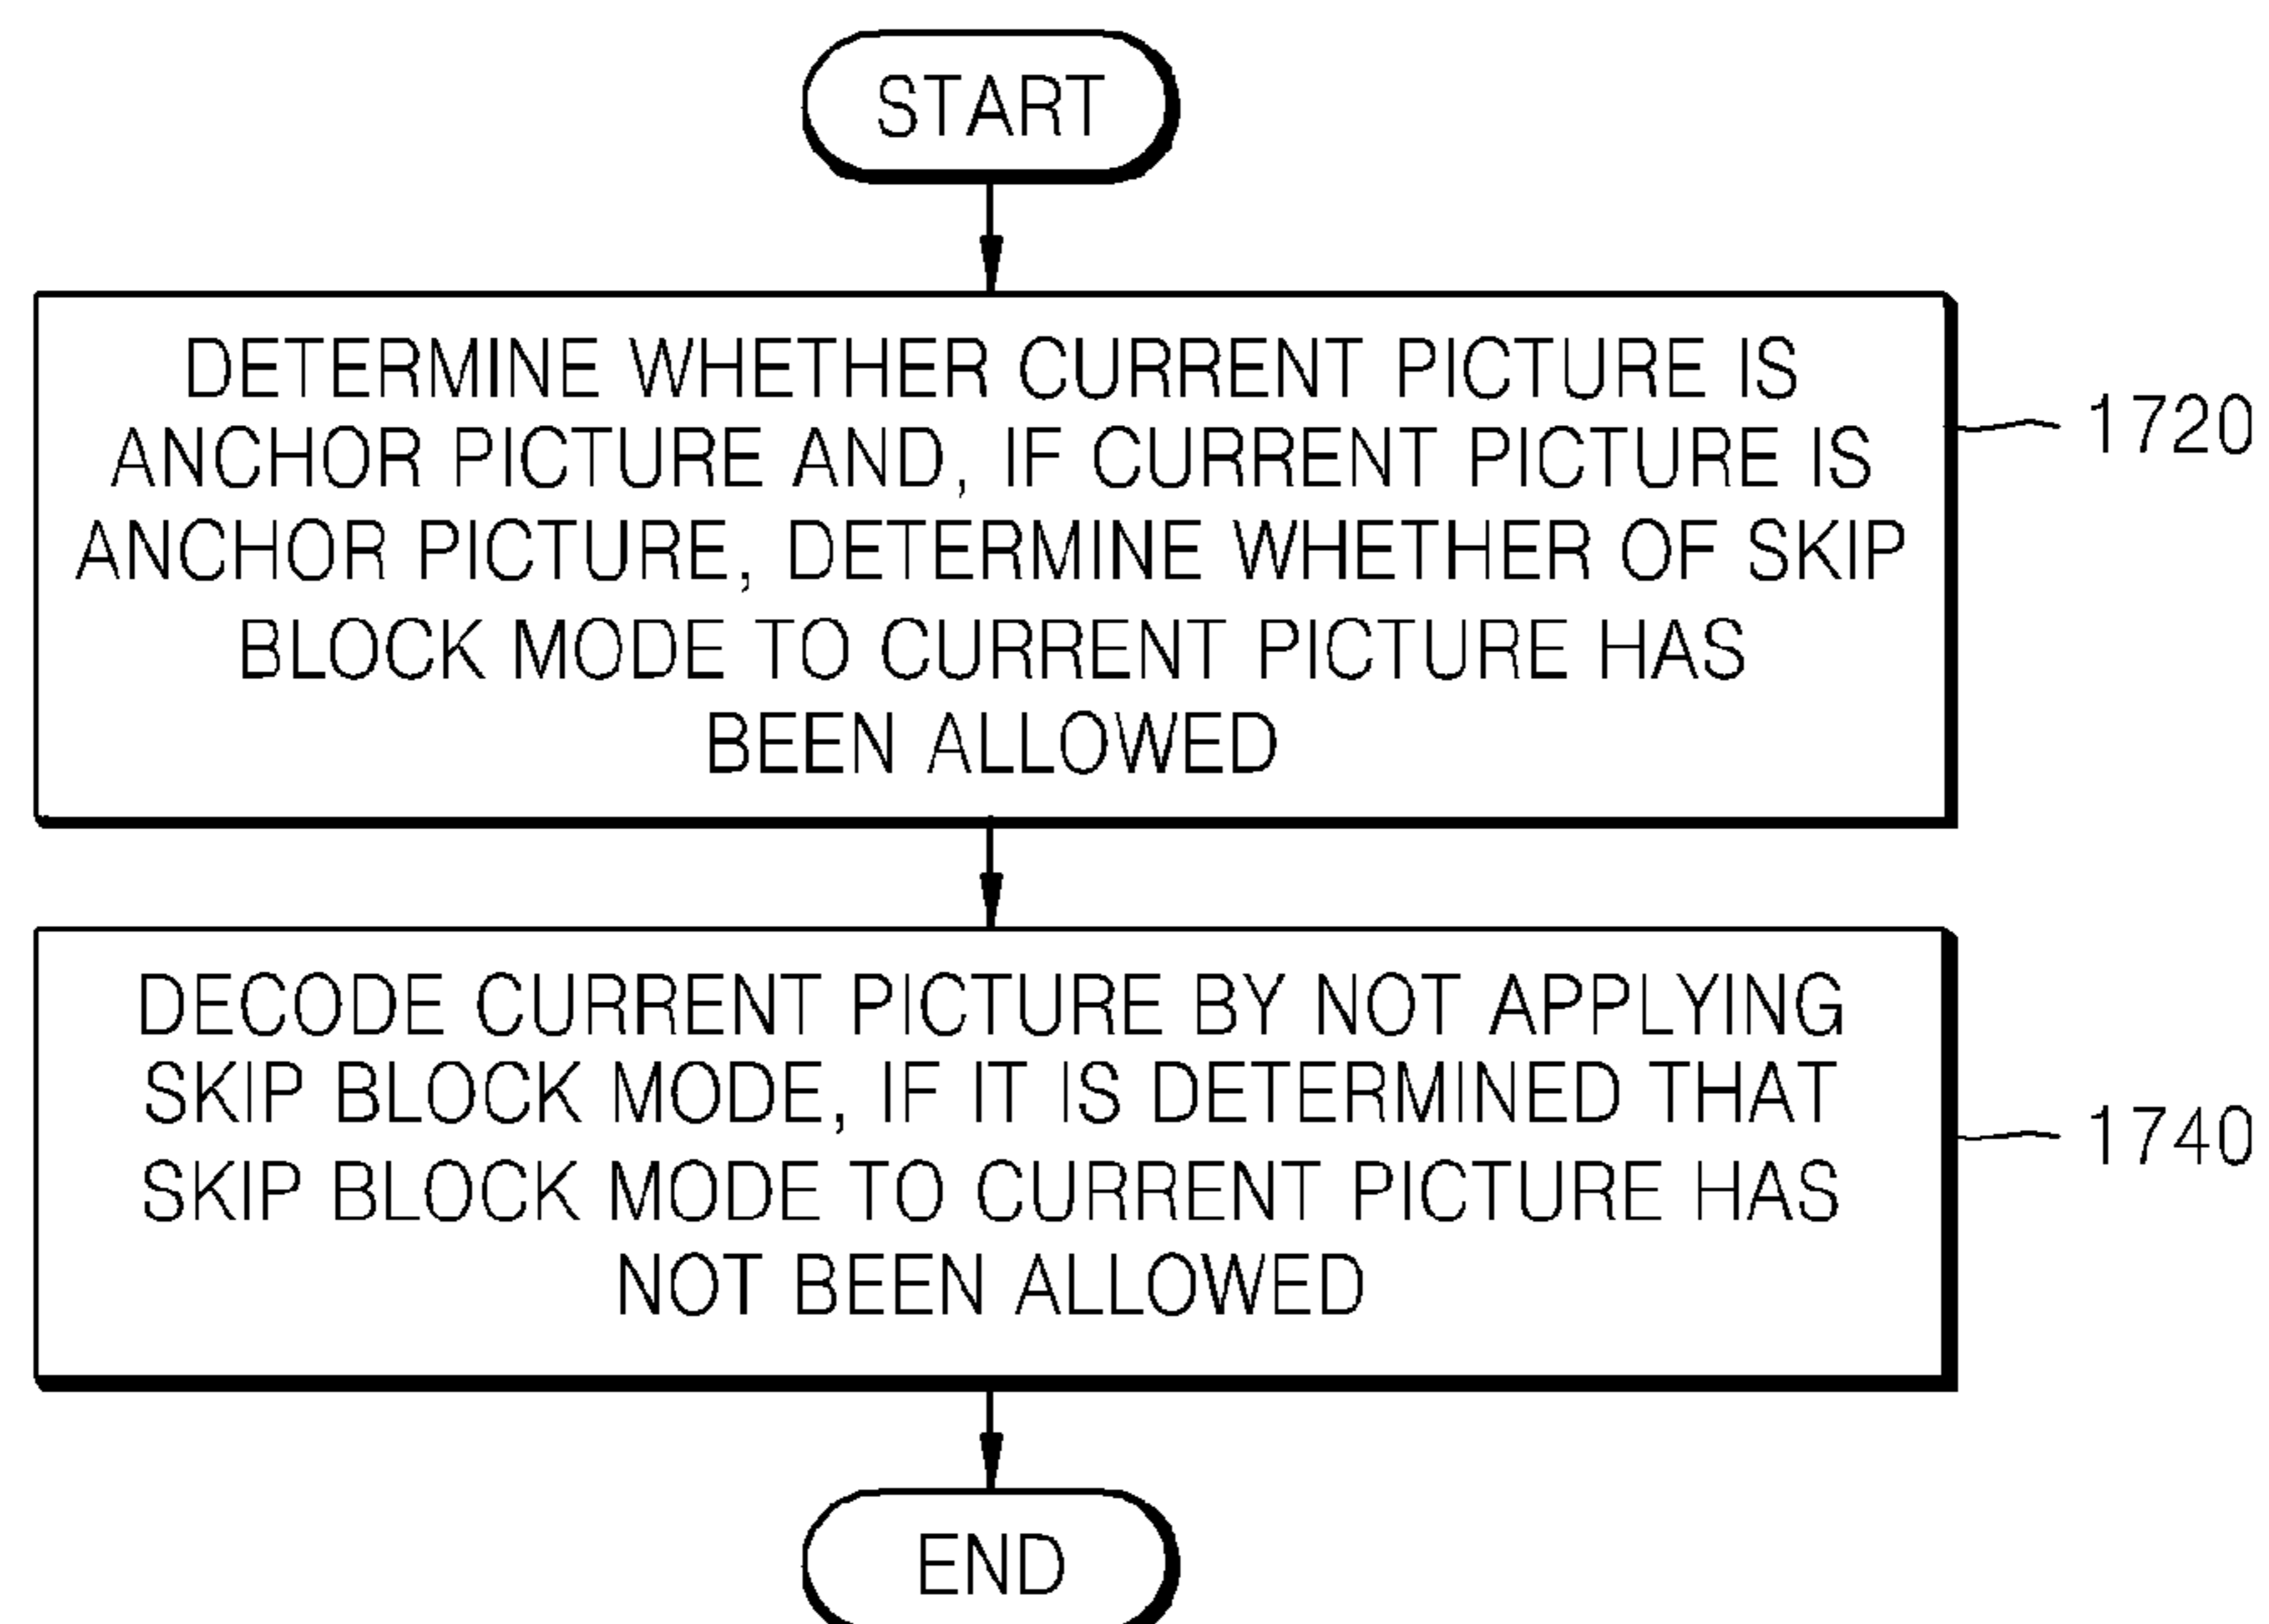 START
DETERMINE WHETHER CURRENT PICTURE IS
ANCHOR PICTURE AND, IF CURRENT PICTURE IS
ANCHOR PICTURE, DETERMINE WHETHER OF SKIP
BLOCK MODE TO CURRENT PICTURE HAS
BEEN ALLOWED
1720
DECODE CURRENT PICTURE BY NOT APPLYING
SKIP BLOCK MODE, IF IT IS DETERMINED THAT
SKIP BLOCK MODE TO CURRENT PICTURE HAS
NOT BEEN ALLOWED
1740
END